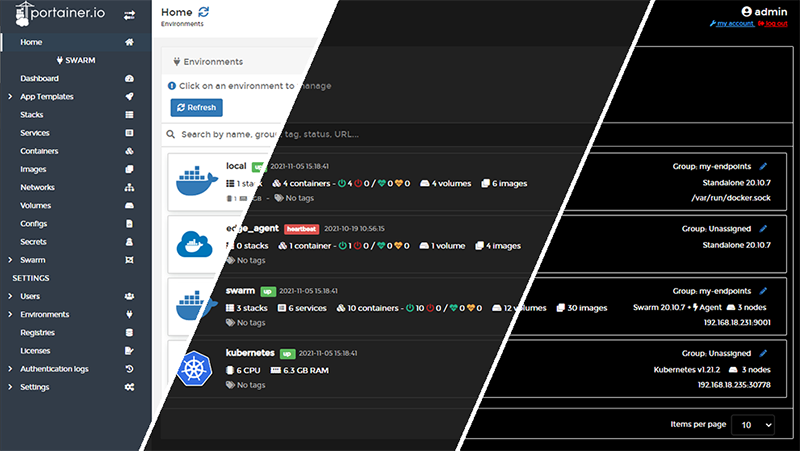 portainer.io
Home
SWARM
Dashboard
App Templates
Stacks
Services
Containers
Images
Networks
Volumes
Configs
Secrets
Swarm
SETTINGS
Users
Environments
Registries
Licenses
Authentication logs
Settings
Home
Environments
admin
my account log out
Environments
Click on an environment to manage
Refresh
Search by name, group, tag, status, URL...
local up 2021-11-05 15:18:41 Group: my-endpoints
1 stack 4 containers - 4 0 / 0 0 4 volumes 6 images Standalone 20.10.7
No tags /var/run/docker.sock
edge_agent heartbeat 2021-10-19 10:56:15 Group: Unassigned
0 stacks 1 container - 1 0 / 0 0 1 volume 4 images Standalone 20.10.7
No tags
swarm up 2021-11-05 15:18:41 Group: my-endpoints
3 stacks 6 services 10 containers - 10 0 / 0 0 12 volumes 30 images Swarm 20.10.7 + Agent 3 nodes
No tags 192.168.18.231:9001
kubernetes up 2021-11-05 15:18:41 Group: Unassigned
6 CPU 6.3 GB RAM Kubernetes v1.21.2 3 nodes
No tags 192.168.18.235:30778
Items per page 10